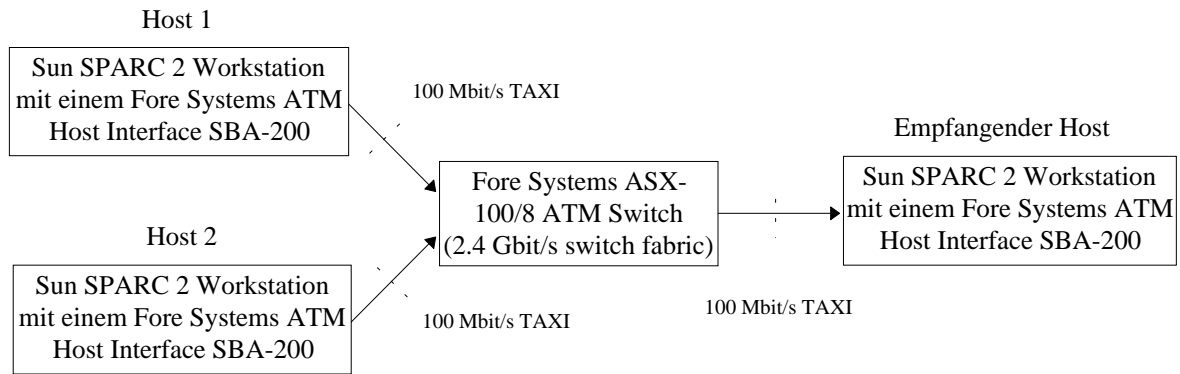 Host 1
Sun SPARC 2 Workstation
mit einem Fore Systems ATM
Host Interface SBA-200
100 Mbit/s TAXI
Empfangender Host
Sun SPARC 2 Workstation
mit einem Fore Systems ATM
Host Interface SBA-200
Fore Systems ASX-
100/8 ATM Switch
(2.4 Gbit/s switch fabric)
Host 2
Sun SPARC 2 Workstation
mit einem Fore Systems ATM
Host Interface SBA-200
100 Mbit/s TAXI
100 Mbit/s TAXI